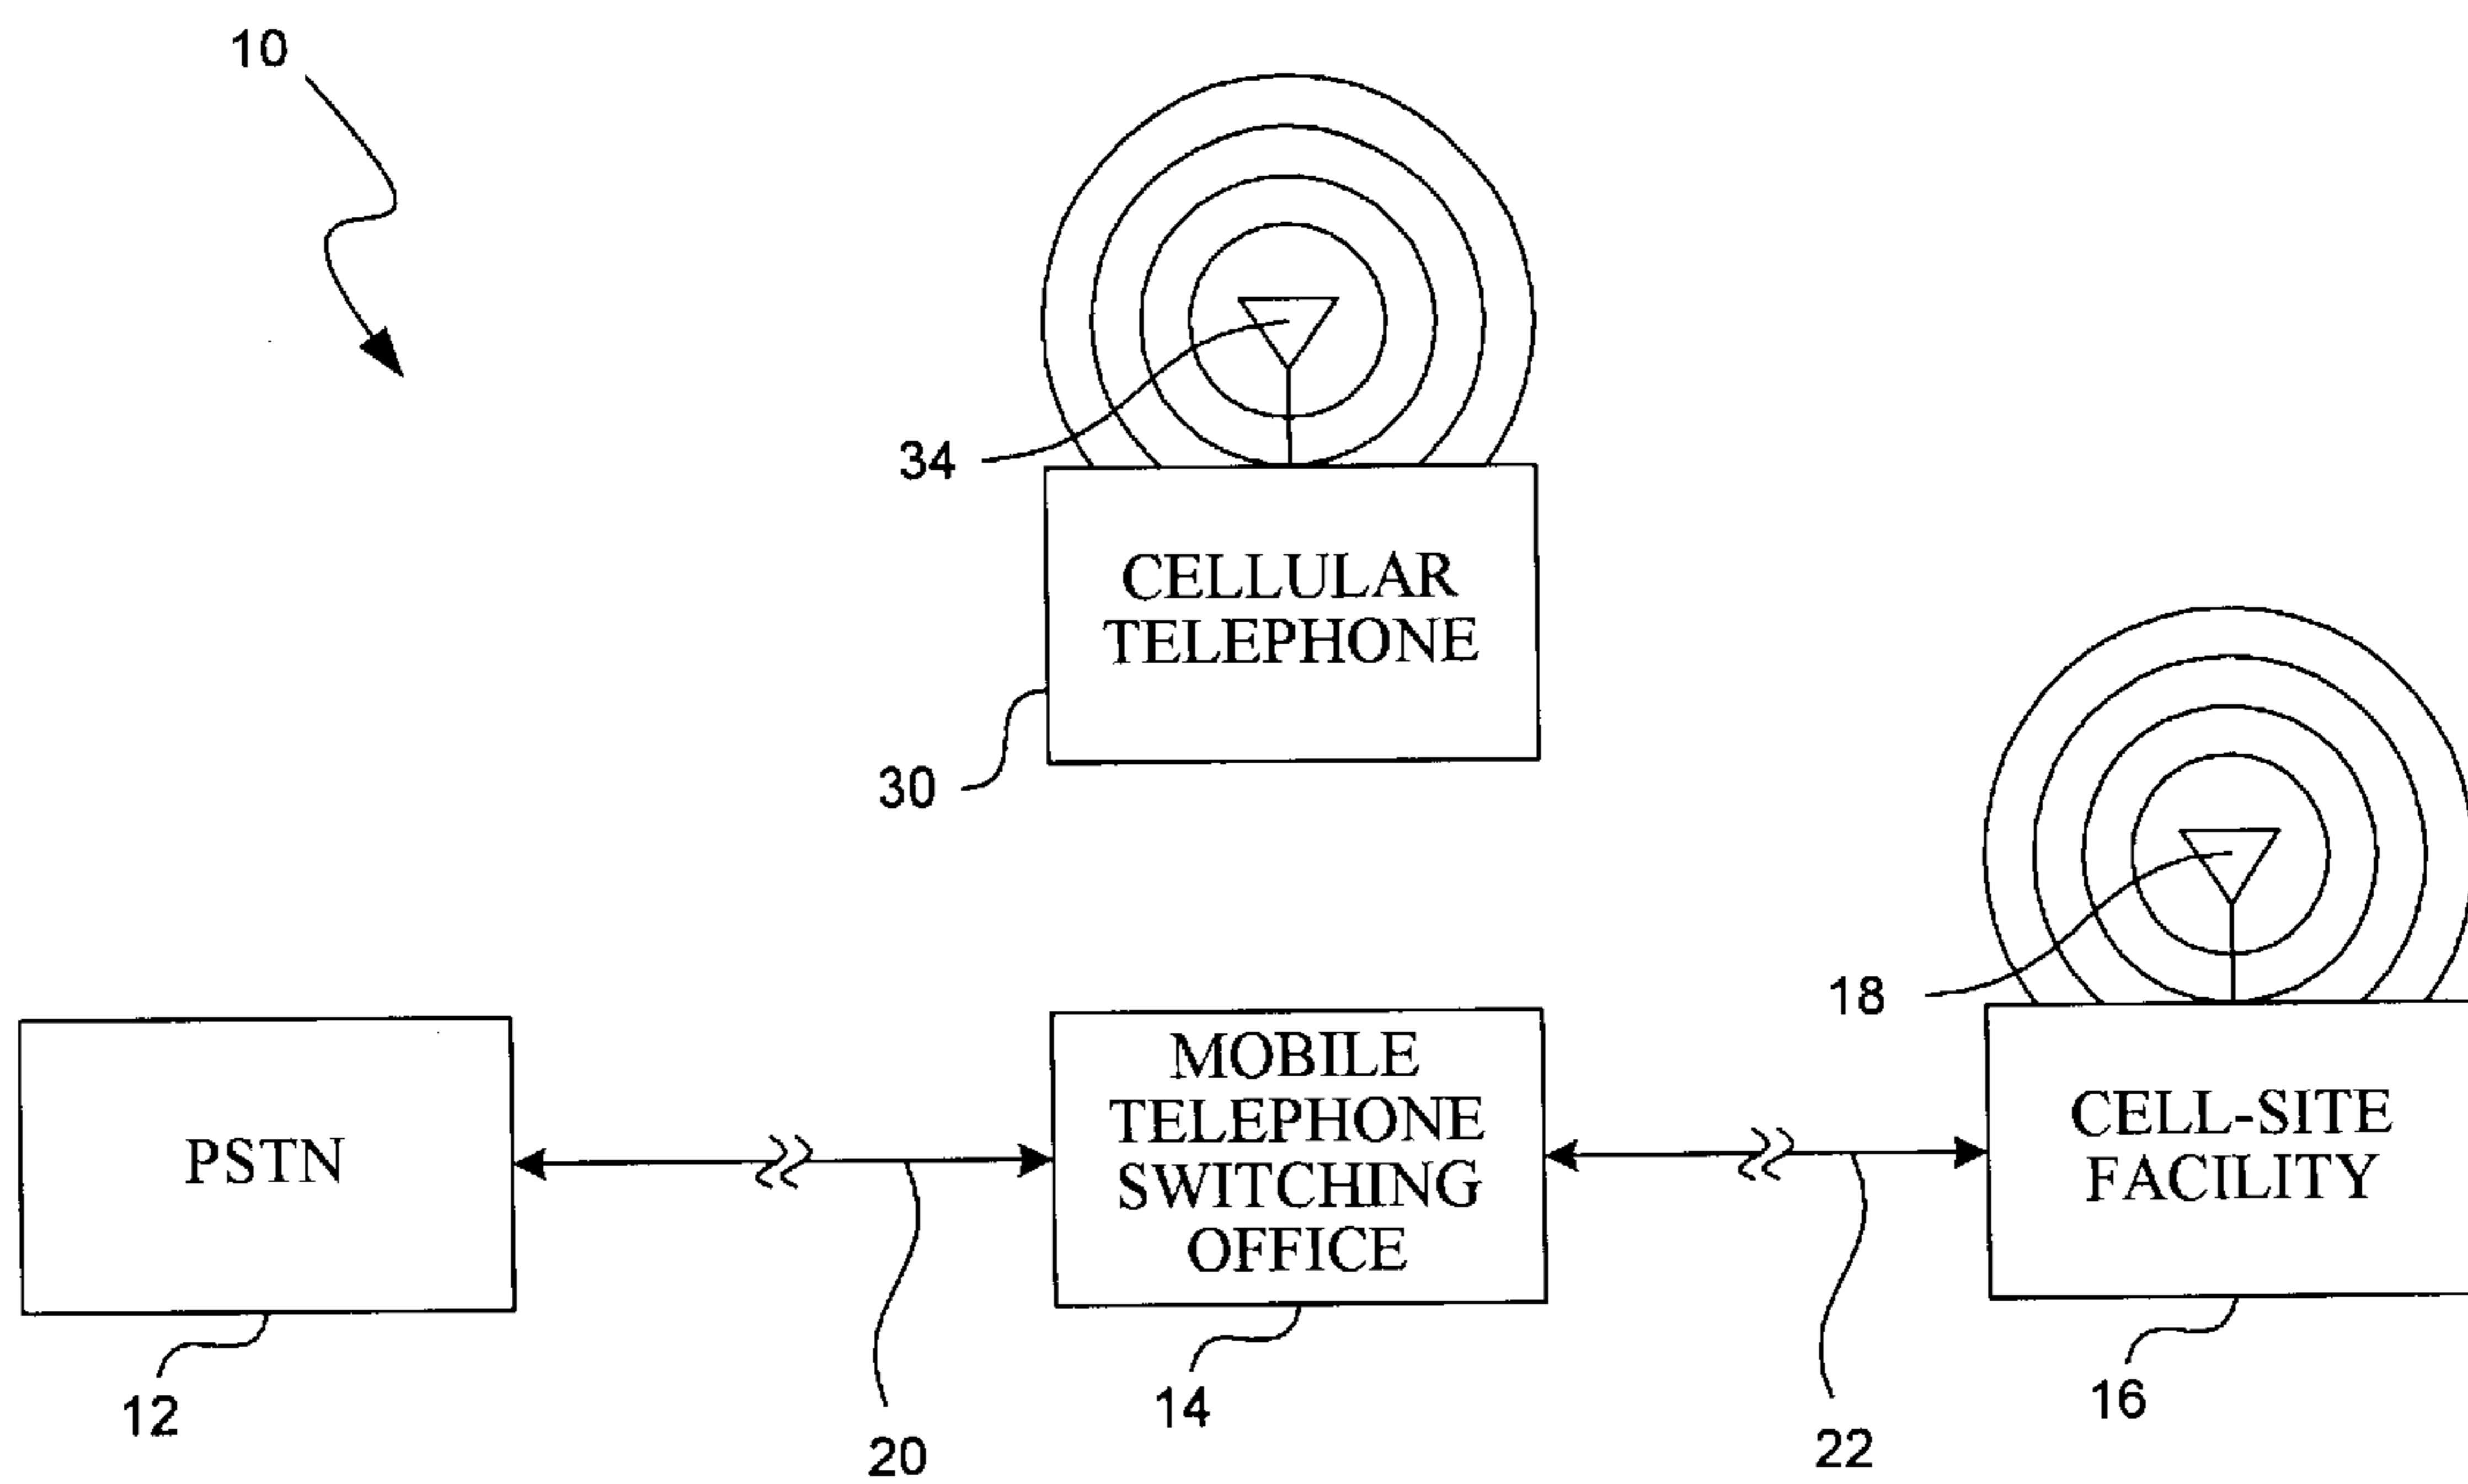 10
34
CELLULAR
TELEPHONE
30
18
PSTN
MOBILE
TELEPHONE
SWITCHING
OFFICE
CELL-SITE
FACILITY
12
20
14
22
16